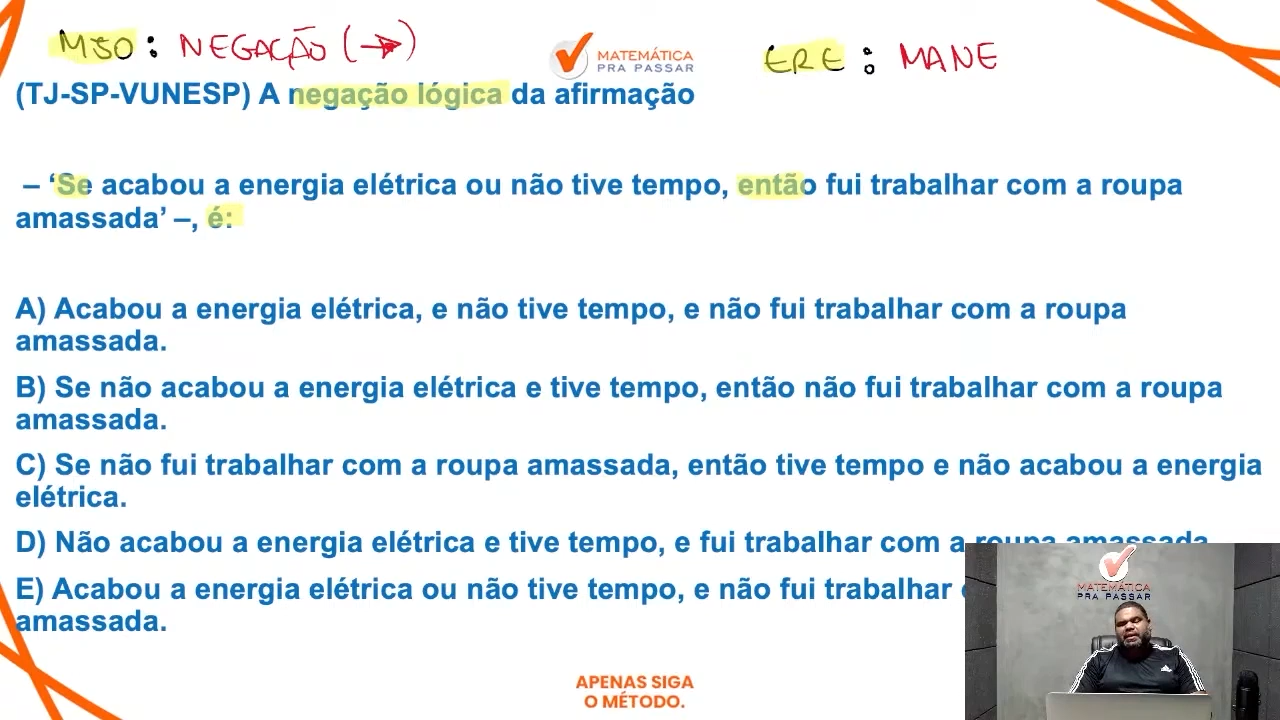 MJO : NEGAÇÃO (→)
ERE : MANE
MATEMÁTICA
PRA PASSAR
(TJ-SP-VUNESP) A negação lógica da afirmação
– ‘Se acabou a energia elétrica ou não tive tempo, então fui trabalhar com a roupa
amassada’ –, é:
A) Acabou a energia elétrica, e não tive tempo, e não fui trabalhar com a roupa
amassada.
B) Se não acabou a energia elétrica e tive tempo, então não fui trabalhar com a roupa
amassada.
C) Se não fui trabalhar com a roupa amassada, então tive tempo e não acabou a energia
elétrica.
D) Não acabou a energia elétrica e tive tempo, e fui trabalhar com a roupa amassada
E) Acabou a energia elétrica ou não tive tempo, e não fui trabalhar
amassada.
MATEMÁTICA
PRA PASSAR
APENAS SIGA
O MÉTODO.